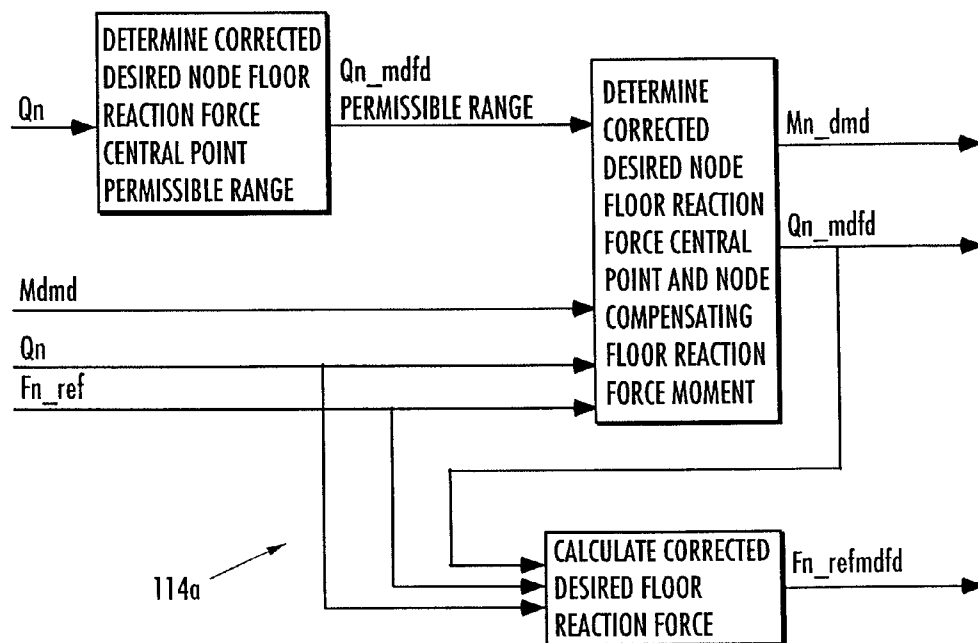 Qn
DETERMINE CORRECTED
DESIRED NODE FLOOR
REACTION FORCE
CENTRAL POINT
PERMISSIBLE RANGE
Qn_mdfd
PERMISSIBLE RANGE
Mdmd
Qn
Fn_ref
DETERMINE
CORRECTED
DESIRED NODE
FLOOR REACTION
FORCE CENTRAL
POINT AND NODE
COMPENSATING
FLOOR REACTION
FORCE MOMENT
Mn_dmd
Qn_mdfd
114a
CALCULATE CORRECTED
DESIRED FLOOR
REACTION FORCE
Fn_refmdfd